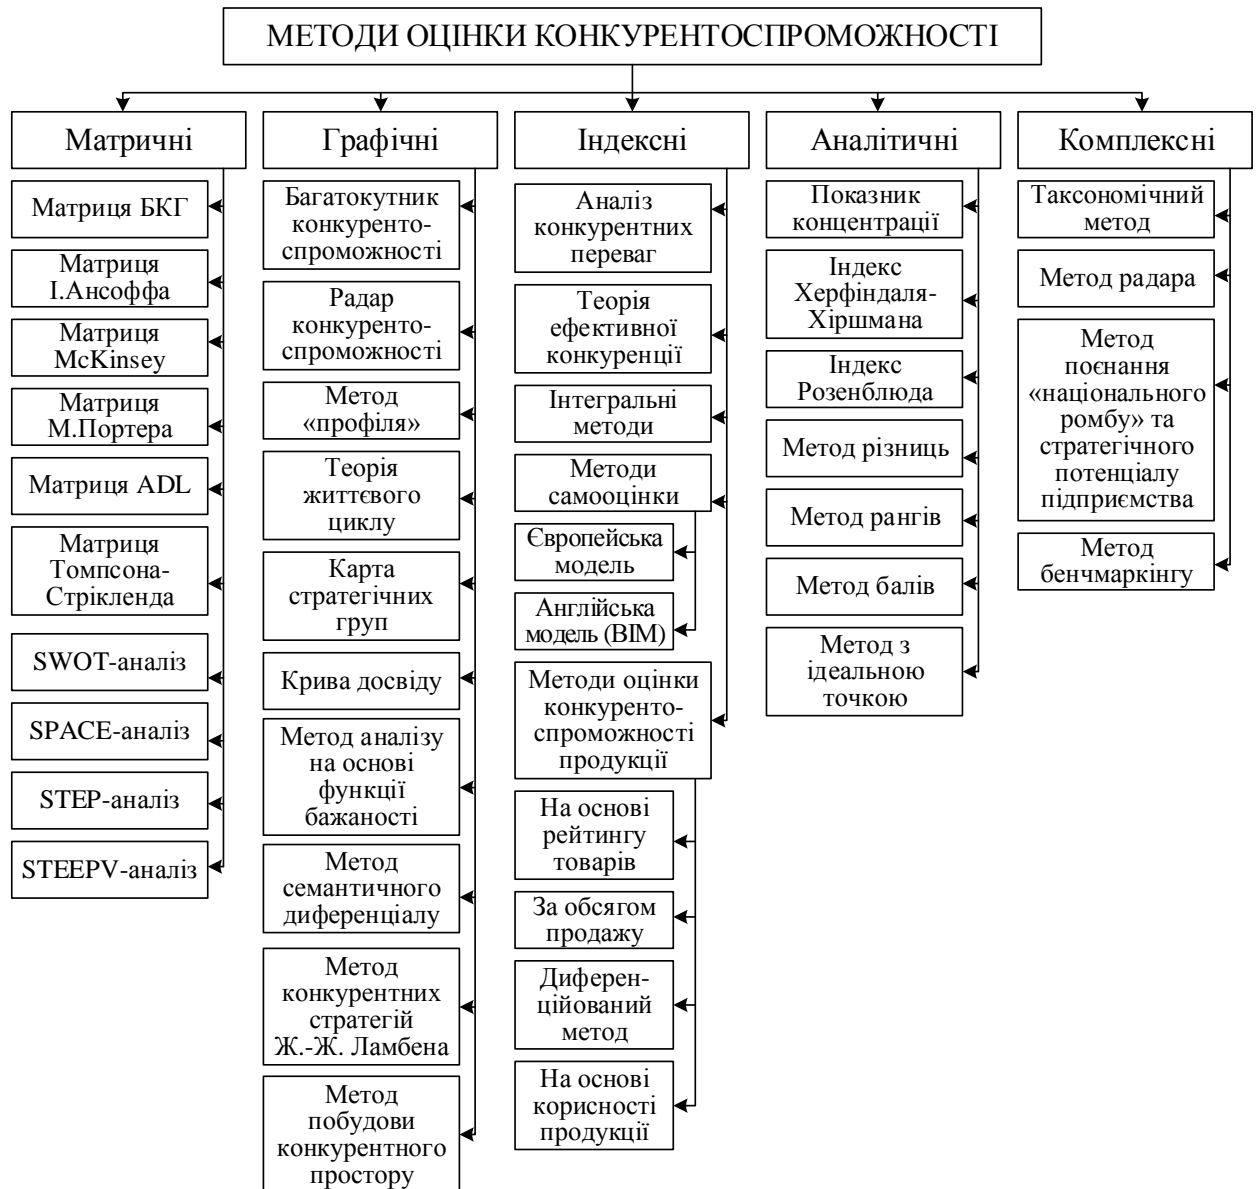 МЕТОДИ ОЦІНКИ КОНКУРЕНТОСПРОМОЖНОСТІ
Матричні
Матриця БКГ
Матриця
І.Ансоффа
Матриця
McKinsey
Матриця
М.Портера
Матриця ADL
Матриця
Томпсона-
Стрікленда
SWOT-аналіз
SPACE-аналіз
STEP-аналіз
STEEPV-аналіз
Графічні
Багатокутник
конкуренто-
спроможності
Радар
конкуренто-
спроможності
Метод
«профіля»
Теорія
життєвого
циклу
Карта
стратегічних
груп
Крива досвіду
Метод аналізу
на основі
функції
бажаності
Метод
семантичного
диференціалу
Метод
конкурентних
стратегій
Ж.-Ж. Ламбена
Метод
побудови
конкурентного
простору
Індексні
Аналіз
конкурентних
переваг
Теорія
ефективної
конкуренції
Інтегральні
методи
Методи
самооцінки
Європейська
модель
Англійська
модель (BIM)
Методи оцінки
конкуренто-
спроможності
продукції
На основі
рейтингу
товарів
За обсягом
продажу
Диферен-
ційований
метод
На основі
корисності
продукції
Аналітичні
Показник
концентрації
Індекс
Херфіндаля-
Хіршмана
Індекс
Розенблюда
Метод різниць
Метод рангів
Метод балів
Метод з
ідеальною
точкою
Комплексні
Таксономічний
метод
Метод радара
Метод
поєнання
«національного
ромбу» та
стратегічного
потенціалу
підприємства
Метод
бенчмаркінгу